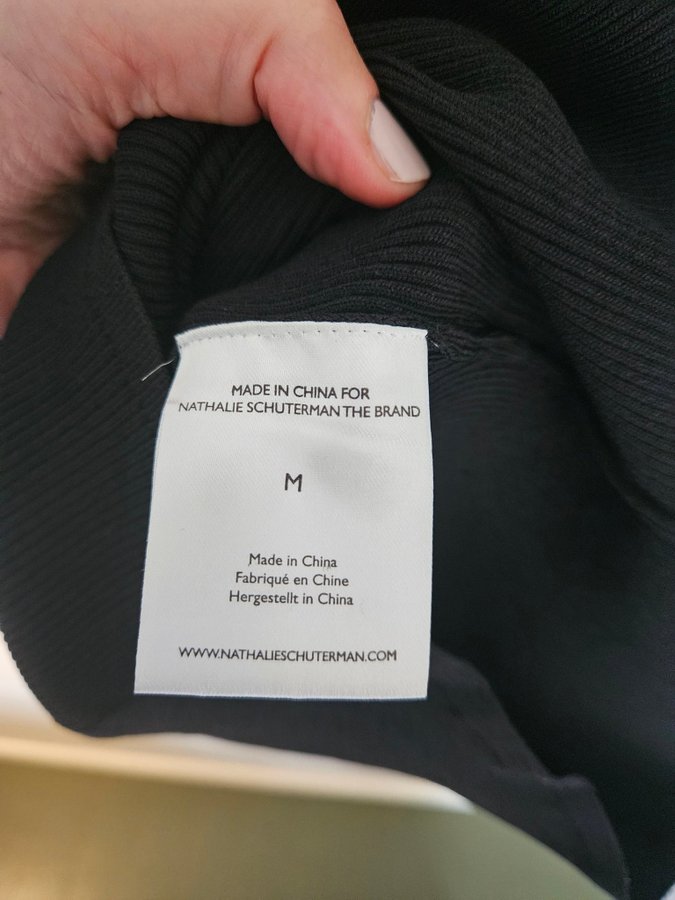 MADE IN CHINA FOR
NATHALIE SCHUTERMAN THE BRAND
M
Made in China
Fabriqué en Chine
Hergestellt in China
WWW.NATHALIESCHUTERMAN.COM